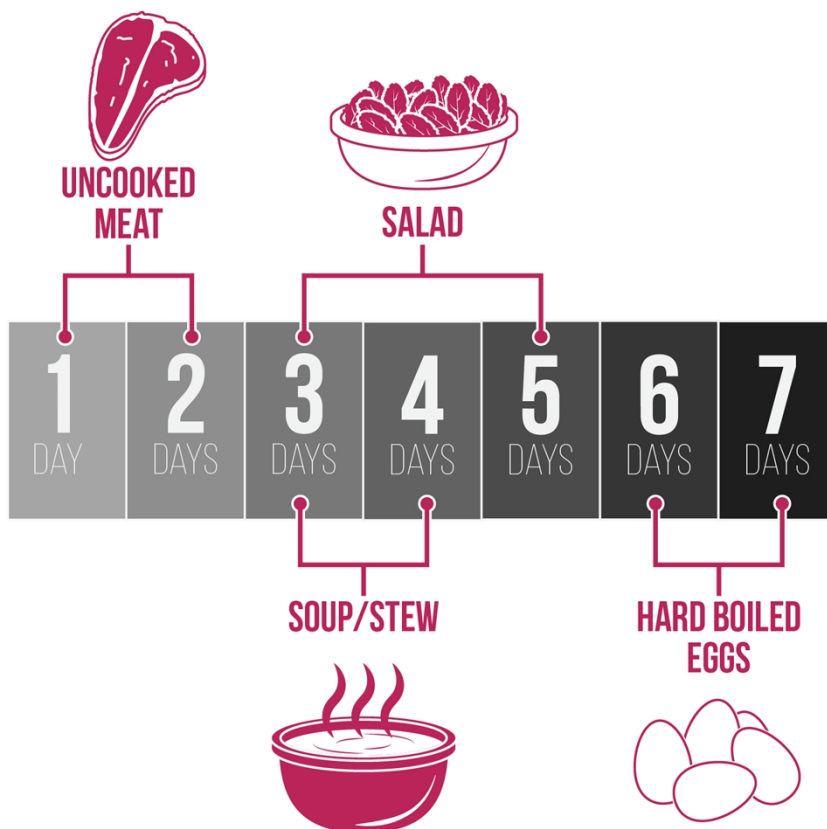 UNCOOKED
MEAT
SALAD
1
DAY
2
DAYS
3
DAYS
4
DAYS
5
DAYS
6
DAYS
7
DAYS
SOUP/STEW
HARD BOILED
EGGS